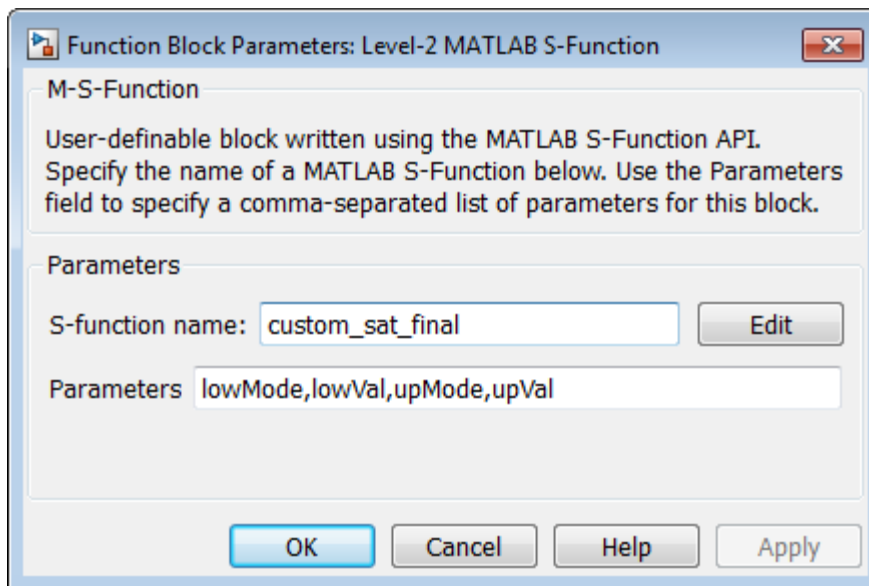 Function Block Parameters: Level-2 MATLAB S-Function
M-S-Function
User-definable block written using the MATLAB S-Function API.
Specify the name of a MATLAB S-Function below. Use the Parameters
field to specify a comma-separated list of parameters for this block.
Parameters
S-function name: custom_sat_final Edit
Parameters lowMode,lowVal,upMode,upVal
OK Cancel Help Apply